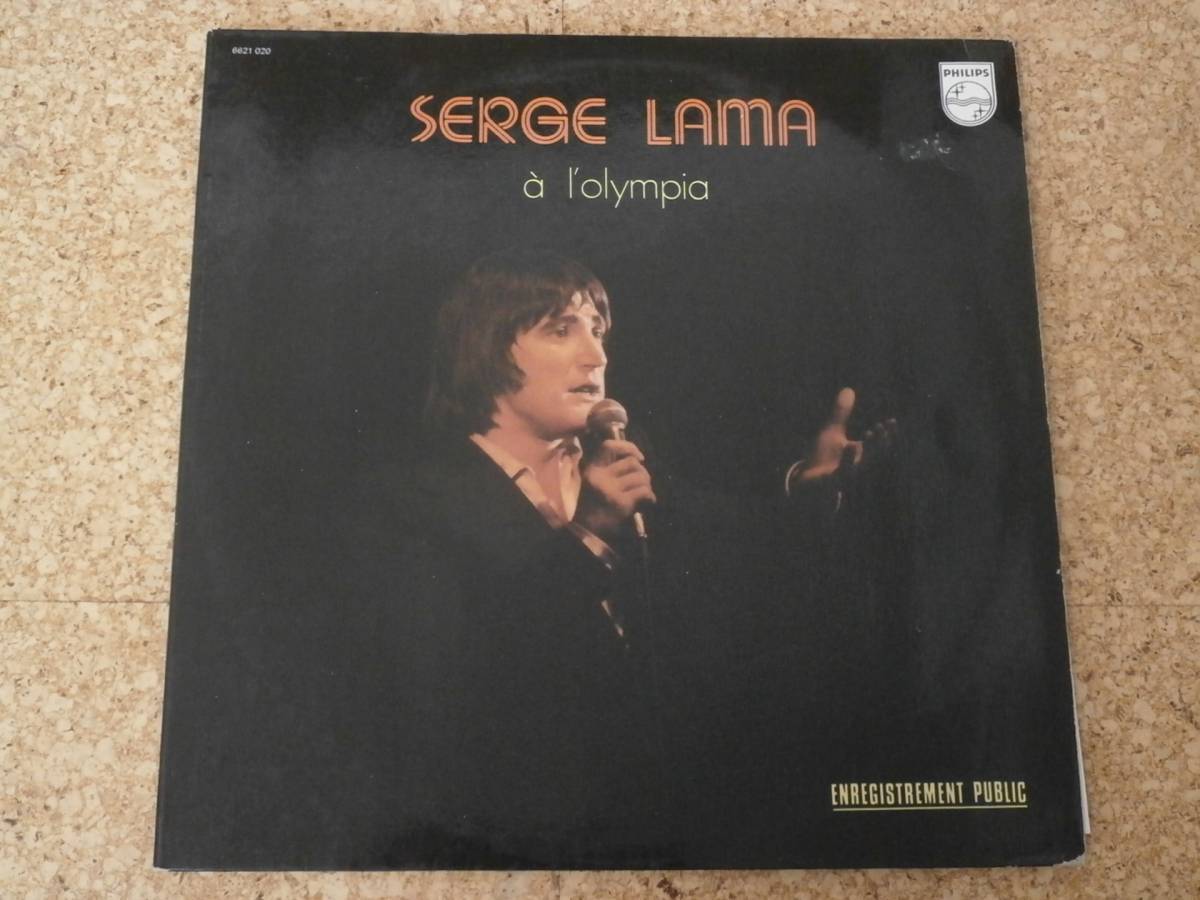 6621 020
PHILIPS
SERGE LAMA
à l'olympia
ENREGISTREMENT PUBLIC